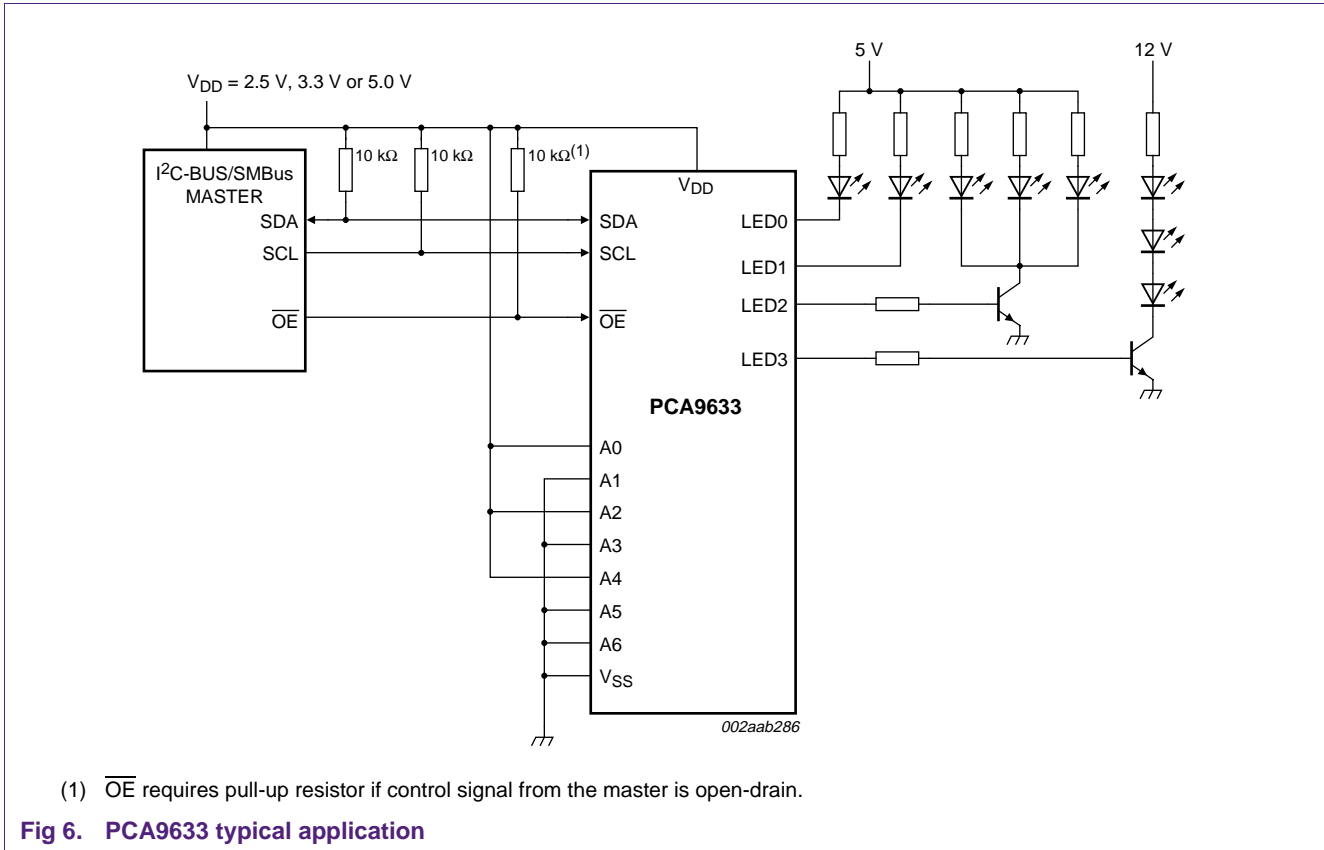 5 V
12 V
VDD = 2.5 V, 3.3 V or 5.0 V
10 kΩ
10 kΩ
10 kΩ(1)
I2C-BUS/SMBus
MASTER
SDA
SCL
OE
VDD
SDA
SCL
OE
LED0
LED1
LED2
LED3
PCA9633
A0
A1
A2
A3
A4
A5
A6
VSS
002aab286
(1) OE requires pull-up resistor if control signal from the master is open-drain.
Fig 6. PCA9633 typical application